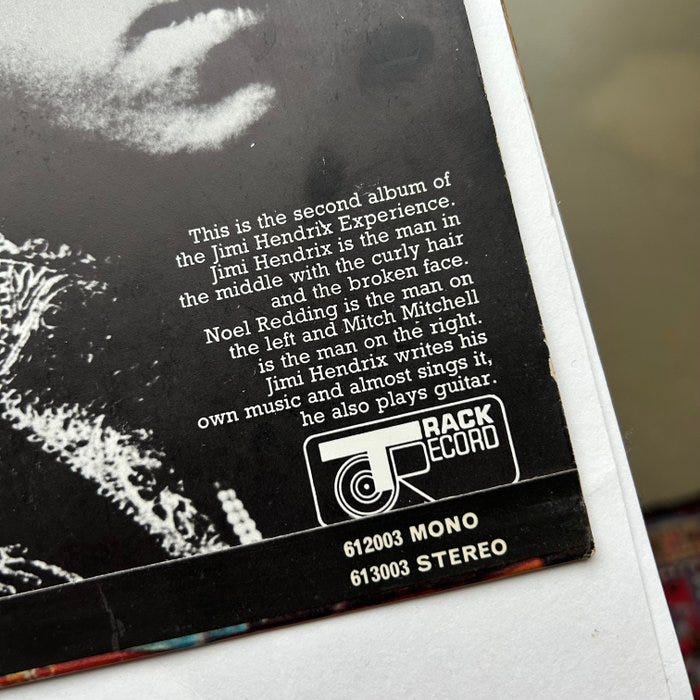 This is the second album of
the Jimi Hendrix Experience.
Jimi Hendrix is the man in
the middle with the curly hair
and the broken face.
Noel Redding is the man on
the left and Mitch Mitchell
is the man on the right.
Jimi Hendrix writes his
own music and almost sings it,
he also plays guitar.
TRACK
RECORD
612003 MONO
613003 STEREO